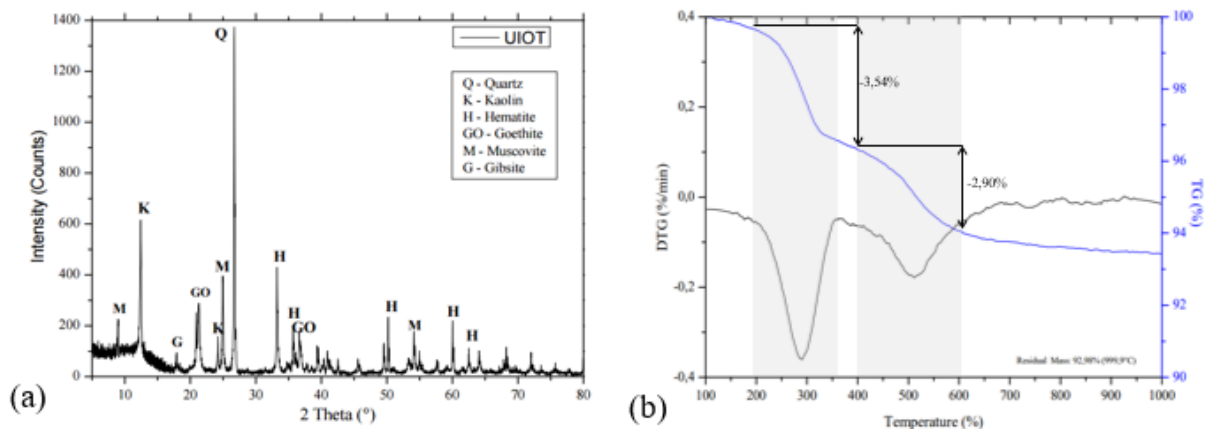 1400
1200
1000
800
600
400
200
0
Intensity (Counts)
Q
UIOT
Q - Quartz
K - Kaolin
H - Hematite
GO - Goethite
M - Muscovite
G - Gibsite
K
M
G
GO
K
M
H
H
GO
H
M
H
H
5 10 20 30 40 50 60 70 80
2 Theta (°)
(a)
0,4
0,2
0,0
-0,2
-0,4
DTG (%/min)
-3,54%
-2,90%
Residual Mass: 92,98% (999,9°C)
100
98
96
94
92
90
TG (%)
100 200 300 400 500 600 700 800 900 1000
Temperature (%)
(b)